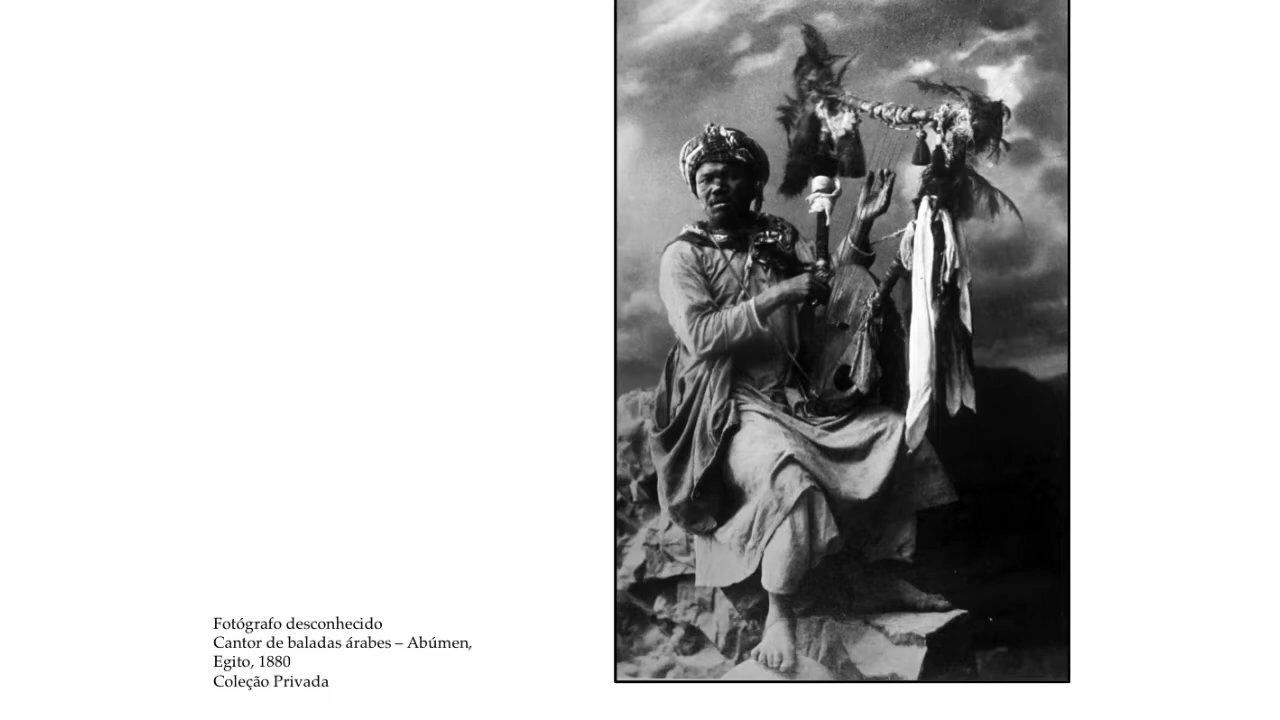 Fotógrafo desconhecido
Cantor de baladas árabes – Abúmen,
Egito, 1880
Coleção Privada